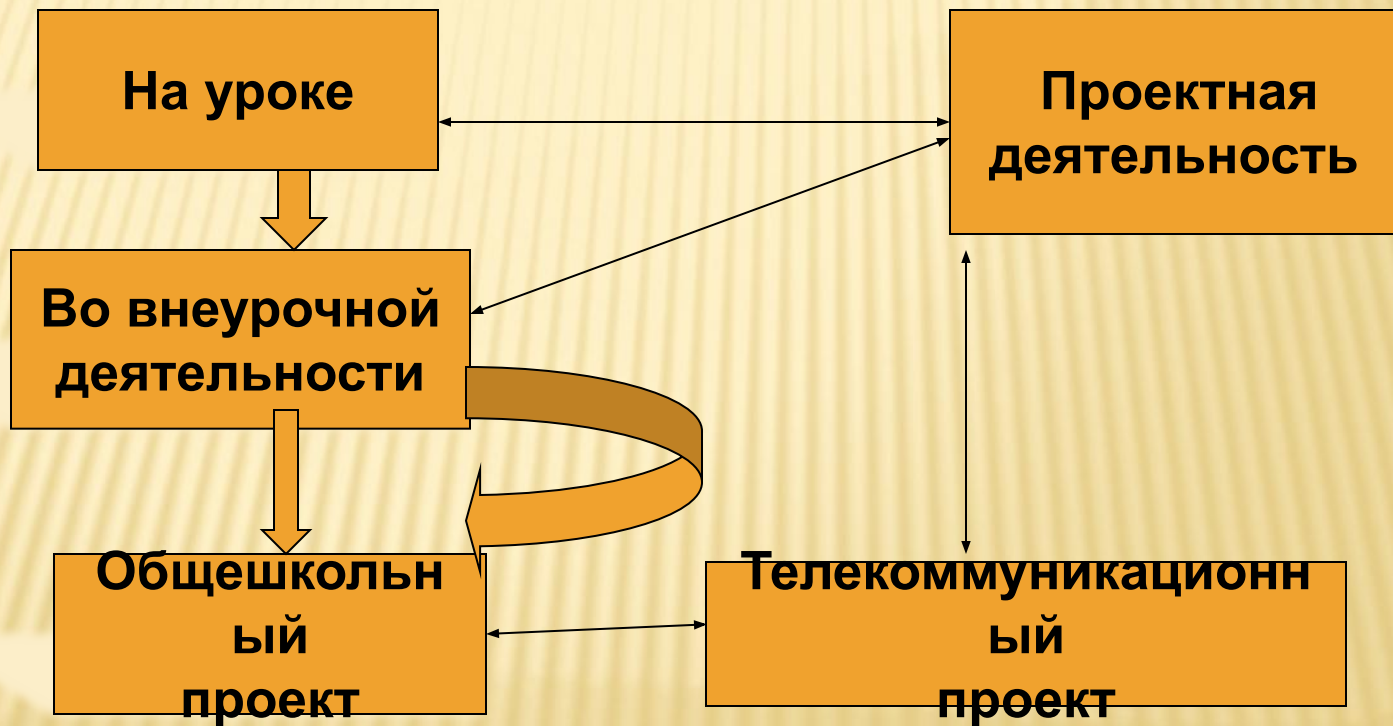 На уроке
Проектная
деятельность
Во внеурочной
деятельности
Общешкольн
ый
проект
Телекоммуникационн
ый
проект